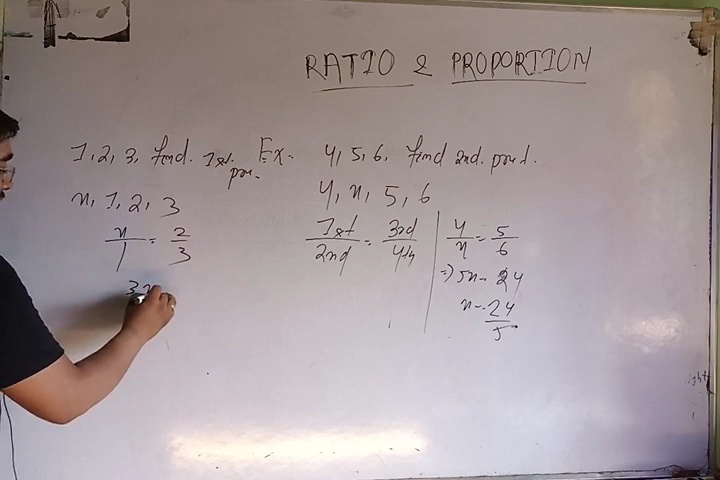 RATIO & PROPORTION
1, 2, 3, find. 1st. pro.
x, 1, 2, 3
x/1 = 2/3
3x
Ex. 4, 5, 6, find 2nd. prod.
4, x, 5, 6
1st/2nd = 3rd/4th
4/x = 5/6
=> 5x = 24
x = 24/5